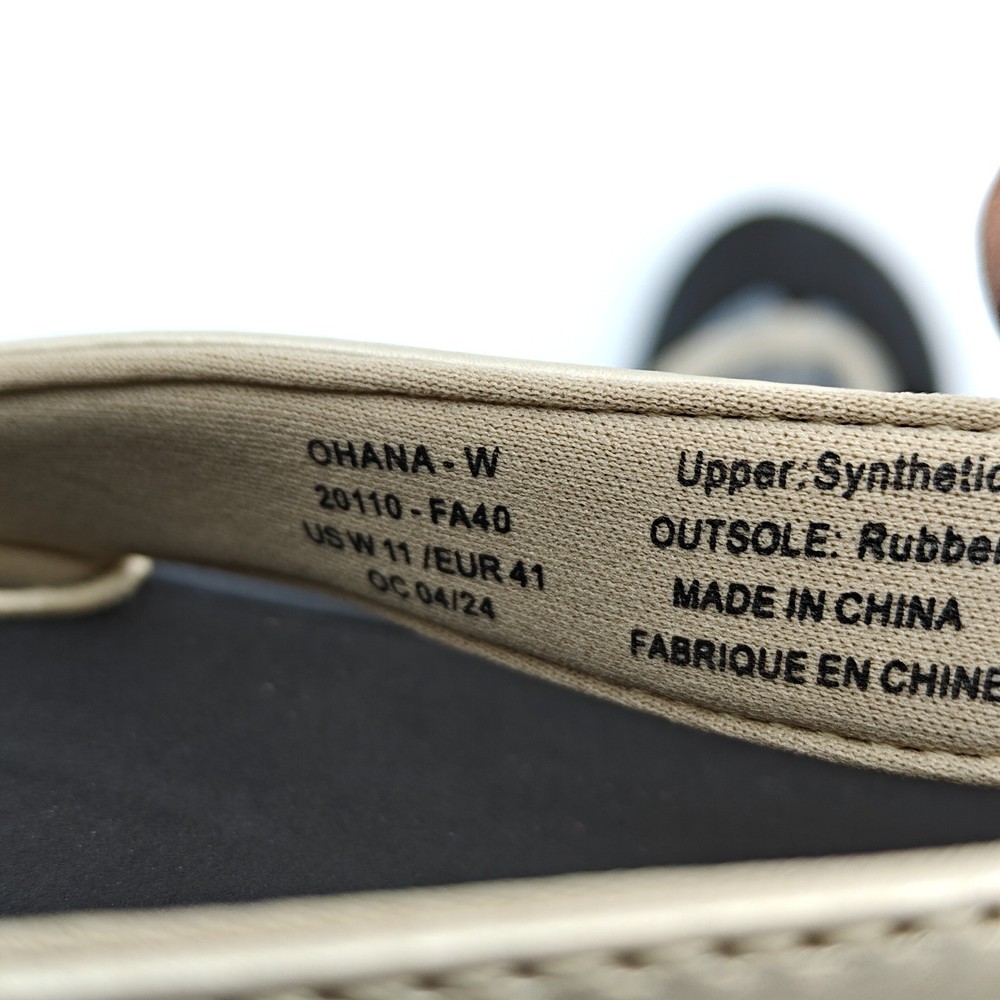 OHANA - W
20110 - FA40
US W 11 /EUR 41
OC 04/24
Upper: Synthetic
OUTSOLE: Rubber
MADE IN CHINA
FABRIQUE EN CHINE